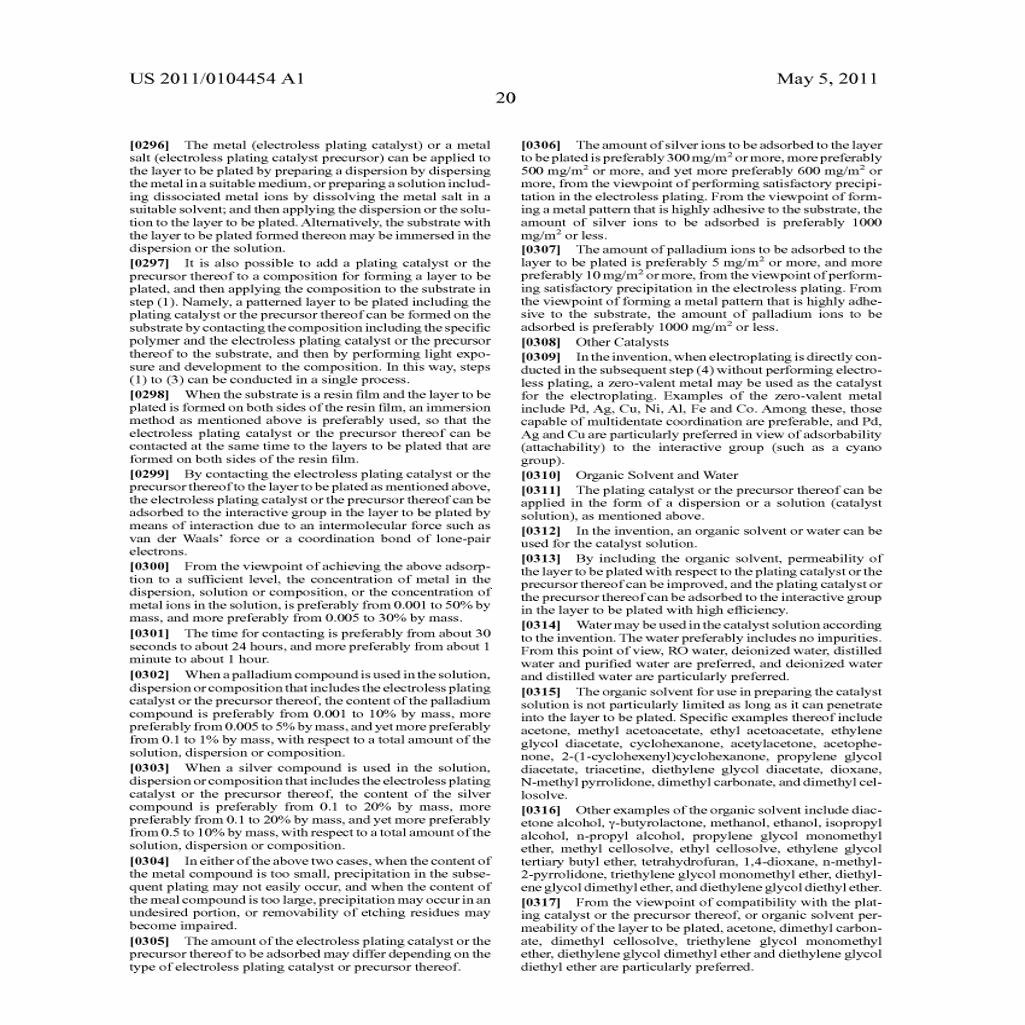 US 2011/0104454 A1
May 5, 2011
20
[0296] The metal (electroless plating catalyst) or a metal
salt (electroless plating catalyst precursor) can be applied to
the layer to be plated by preparing a dispersion by dispersing
the metal in a suitable medium, or preparing a solution includ-
ing dissociated metal ions by dissolving the metal salt in a
suitable solvent; and then applying the dispersion or the solu-
tion to the layer to be plated. Alternatively, the substrate with
the layer to be plated formed thereon may be immersed in the
dispersion or the solution.
[0297] It is also possible to add a plating catalyst or the
precursor thereof to a composition for forming a layer to be
plated, and then applying the composition to the substrate in
step (1). Namely, a patterned layer to be plated including the
plating catalyst or the precursor thereof can be formed on the
substrate by contacting the composition including the specific
polymer and the electroless plating catalyst or the precursor
thereof to the substrate, and then by performing light expo-
sure and development to the composition. In this way, steps
(1) to (3) can be conducted in a single process.
[0298] When the substrate is a resin film and the layer to be
plated is formed on both sides of the resin film, an immersion
method as mentioned above is preferably used, so that the
electroless plating catalyst or the precursor thereof can be
contacted at the same time to the layers to be plated that are
formed on both sides of the resin film.
[0299] By contacting the electroless plating catalyst or the
precursor thereof to the layer to be plated as mentioned above,
the electroless plating catalyst or the precursor thereof can be
adsorbed to the interactive group in the layer to be plated by
means of interaction due to an intermolecular force such as
van der Waals' force or a coordination bond of lone-pair
electrons.
[0300] From the viewpoint of achieving the above adsorp-
tion to a sufficient level, the concentration of metal in the
dispersion, solution or composition, or the concentration of
metal ions in the solution, is preferably from 0.001 to 50% by
mass, and more preferably from 0.005 to 30% by mass.
[0301] The time for contacting is preferably from about 30
seconds to about 24 hours, and more preferably from about 1
minute to about 1 hour.
[0302] When a palladium compound is used in the solution,
dispersion or composition that includes the electroless plating
catalyst or the precursor thereof, the content of the palladium
compound is preferably from 0.001 to 10% by mass, more
preferably from 0.005 to 5% by mass, and yet more preferably
from 0.1 to 1% by mass, with respect to a total amount of the
solution, dispersion or composition.
[0303] When a silver compound is used in the solution,
dispersion or composition that includes the electroless plating
catalyst or the precursor thereof, the content of the silver
compound is preferably from 0.1 to 20% by mass, more
preferably from 0.1 to 20% by mass, and yet more preferably
from 0.5 to 10% by mass, with respect to a total amount of the
solution, dispersion or composition.
[0304] In either of the above two cases, when the content of
the metal compound is too small, precipitation in the subse-
quent plating may not easily occur, and when the content of
the meal compound is too large, precipitation may occur in an
undesired portion, or removability of etching residues may
become impaired.
[0305] The amount of the electroless plating catalyst or the
precursor thereof to be adsorbed may differ depending on the
type of electroless plating catalyst or precursor thereof.
[0306] The amount of silver ions to be adsorbed to the layer
to be plated is preferably 300 mg/m² or more, more preferably
500 mg/m² or more, and yet more preferably 600 mg/m² or
more, from the viewpoint of performing satisfactory precipi-
tation in the electroless plating. From the viewpoint of form-
ing a metal pattern that is highly adhesive to the substrate, the
amount of silver ions to be adsorbed is preferably 1000
mg/m² or less.
[0307] The amount of palladium ions to be adsorbed to the
layer to be plated is preferably 5 mg/m² or more, and more
preferably 10 mg/m² or more, from the viewpoint of perform-
ing satisfactory precipitation in the electroless plating. From
the viewpoint of forming a metal pattern that is highly adhe-
sive to the substrate, the amount of palladium ions to be
adsorbed is preferably 1000 mg/m² or less.
[0308] Other Catalysts
[0309] In the invention, when electroplating is directly con-
ducted in the subsequent step (4) without performing electro-
less plating, a zero-valent metal may be used as the catalyst
for the electroplating. Examples of the zero-valent metal
include Pd, Ag, Cu, Ni, Al, Fe and Co. Among these, those
capable of multidentate coordination are preferable, and Pd,
Ag and Cu are particularly preferred in view of adsorbability
(attachability) to the interactive group (such as a cyano
group).
[0310] Organic Solvent and Water
[0311] The plating catalyst or the precursor thereof can be
applied in the form of a dispersion or a solution (catalyst
solution), as mentioned above.
[0312] In the invention, an organic solvent or water can be
used for the catalyst solution.
[0313] By including the organic solvent, permeability of
the layer to be plated with respect to the plating catalyst or the
precursor thereof can be improved, and the plating catalyst or
the precursor thereof can be adsorbed to the interactive group
in the layer to be plated with high efficiency.
[0314] Water may be used in the catalyst solution according
to the invention. The water preferably includes no impurities.
From this point of view, RO water, deionized water, distilled
water and purified water are preferred, and deionized water
and distilled water are particularly preferred.
[0315] The organic solvent for use in preparing the catalyst
solution is not particularly limited as long as it can penetrate
into the layer to be plated. Specific examples thereof include
acetone, methyl acetoacetate, ethyl acetoacetate, ethylene
glycol diacetate, cyclohexanone, acetylacetone, acetophe-
none, 2-(1-cyclohexenyl)cyclohexanone, propylene glycol
diacetate, triacetine, diethylene glycol diacetate, dioxane,
N-methyl pyrrolidone, dimethyl carbonate, and dimethyl cel-
losolve.
[0316] Other examples of the organic solvent include diac-
etone alcohol, γ-butyrolactone, methanol, ethanol, isopropyl
alcohol, n-propyl alcohol, propylene glycol monomethyl
ether, methyl cellosolve, ethyl cellosolve, ethylene glycol
tertiary butyl ether, tetrahydrofuran, 1,4-dioxane, n-methyl-
2-pyrrolidone, triethylene glycol monomethyl ether, diethyl-
ene glycol dimethyl ether, and diethylene glycol diethyl ether.
[0317] From the viewpoint of compatibility with the plat-
ing catalyst or the precursor thereof, or organic solvent per-
meability of the layer to be plated, acetone, dimethyl carbon-
ate, dimethyl cellosolve, triethylene glycol monomethyl
ether, diethylene glycol dimethyl ether and diethylene glycol
diethyl ether are particularly preferred.